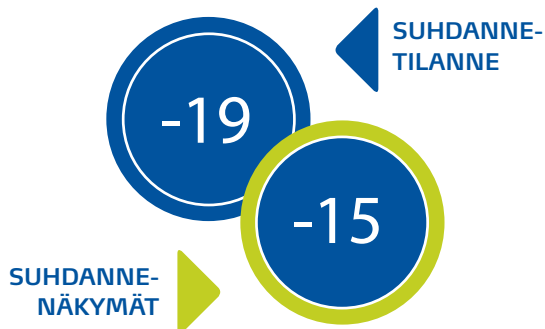 SUHDANNE-
TILANNE
-19
-15
SUHDANNE-
NÄKYMÄT